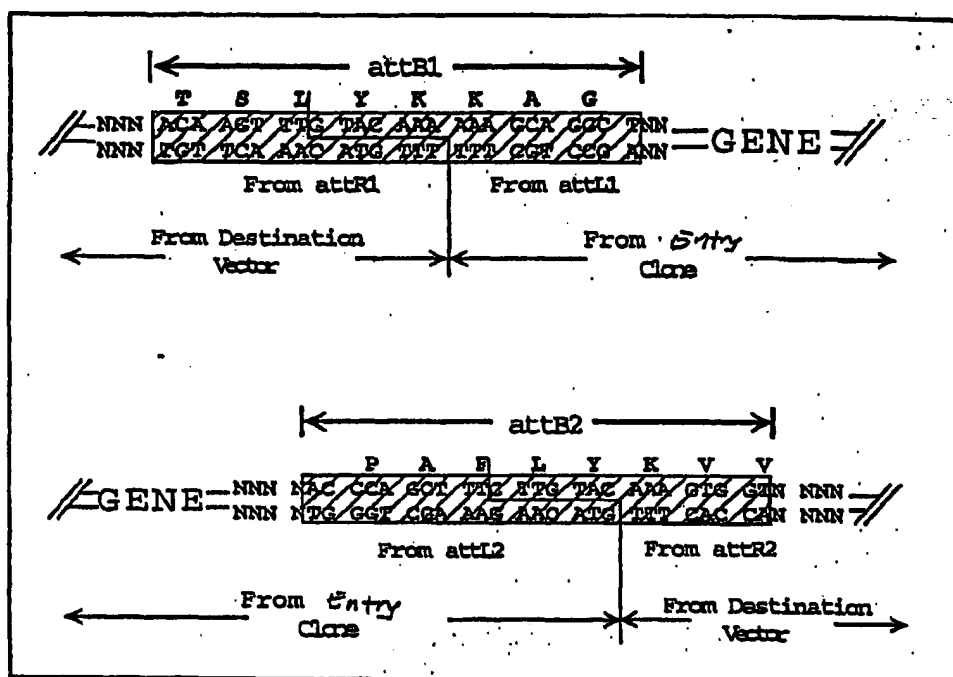 attB1
T S L Y K K A G
NNN ACA AGT TTG TAC AAA AAA GCA GGC TNN GENE
NNN TGT TCA AAC ATG TTT TTT CGT CCG ANN
From attR1 From attL1
From Destination Vector From Entry Clone
attB2
P A F L Y K V V
GENE NNN NAC CCA GCT TTC TTG TAC AAA GTG GTN NNN
NNN NTG GGT CGA AAG AAC ATG TTT CAC CAN NNN
From attL2 From attR2
From Entry Clone From Destination Vector